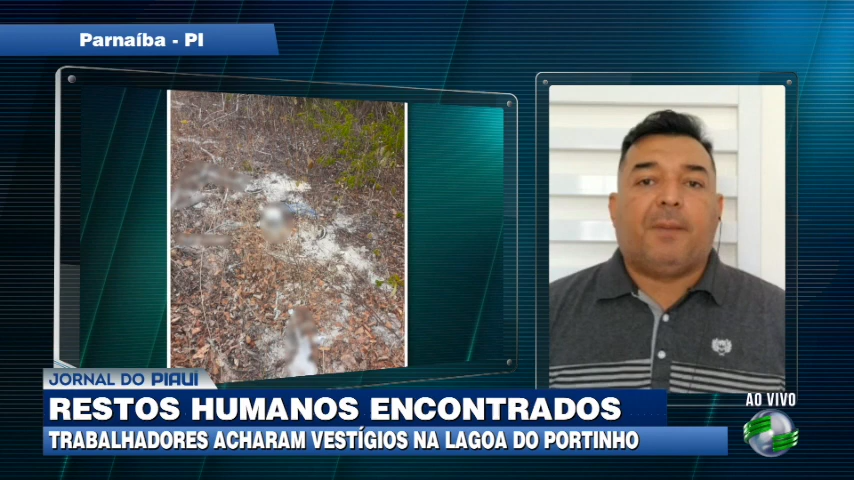 Parnaíba - PI
JORNAL DO PIAUÍ
RESTOS HUMANOS ENCONTRADOS
AO VIVO
TRABALHADORES ACHARAM VESTÍGIOS NA LAGOA DO PORTINHO